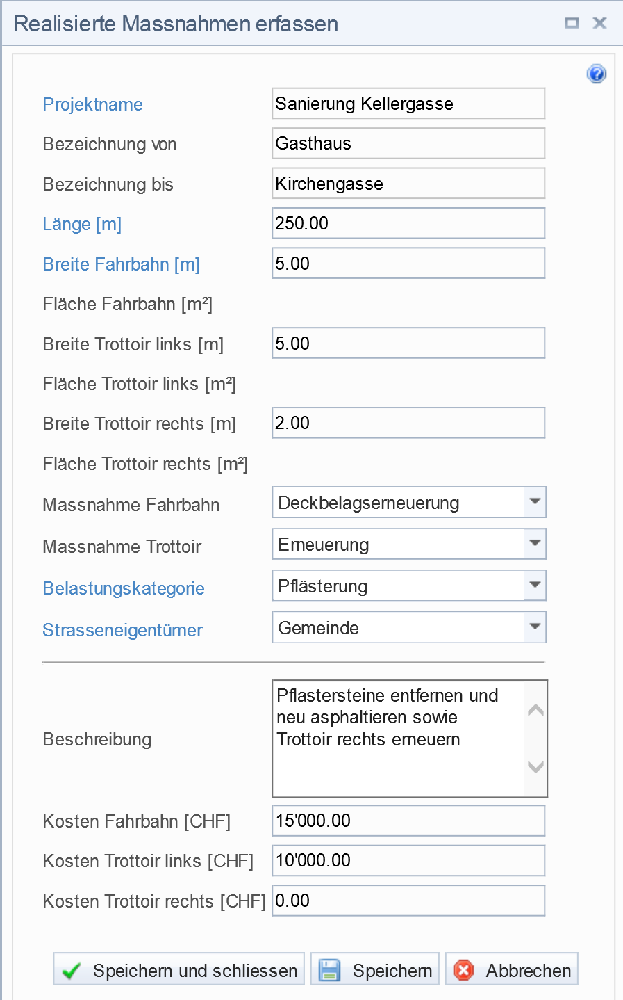 Realisierte Massnahmen erfassen
Projektname Sanierung Kellergasse
Bezeichnung von Gasthaus
Bezeichnung bis Kirchengasse
Länge [m] 250.00
Breite Fahrbahn [m] 5.00
Fläche Fahrbahn [m²]
Breite Trottoir links [m] 5.00
Fläche Trottoir links [m²]
Breite Trottoir rechts [m] 2.00
Fläche Trottoir rechts [m²]
Massnahme Fahrbahn Deckbelagserneuerung
Massnahme Trottoir Erneuerung
Belastungskategorie Pflästerung
Strasseneigentümer Gemeinde
Beschreibung
Pflastersteine entfernen und
neu asphaltieren sowie
Trottoir rechts erneuern
Kosten Fahrbahn [CHF] 15'000.00
Kosten Trottoir links [CHF] 10'000.00
Kosten Trottoir rechts [CHF] 0.00
Speichern und schliessen Speichern Abbrechen